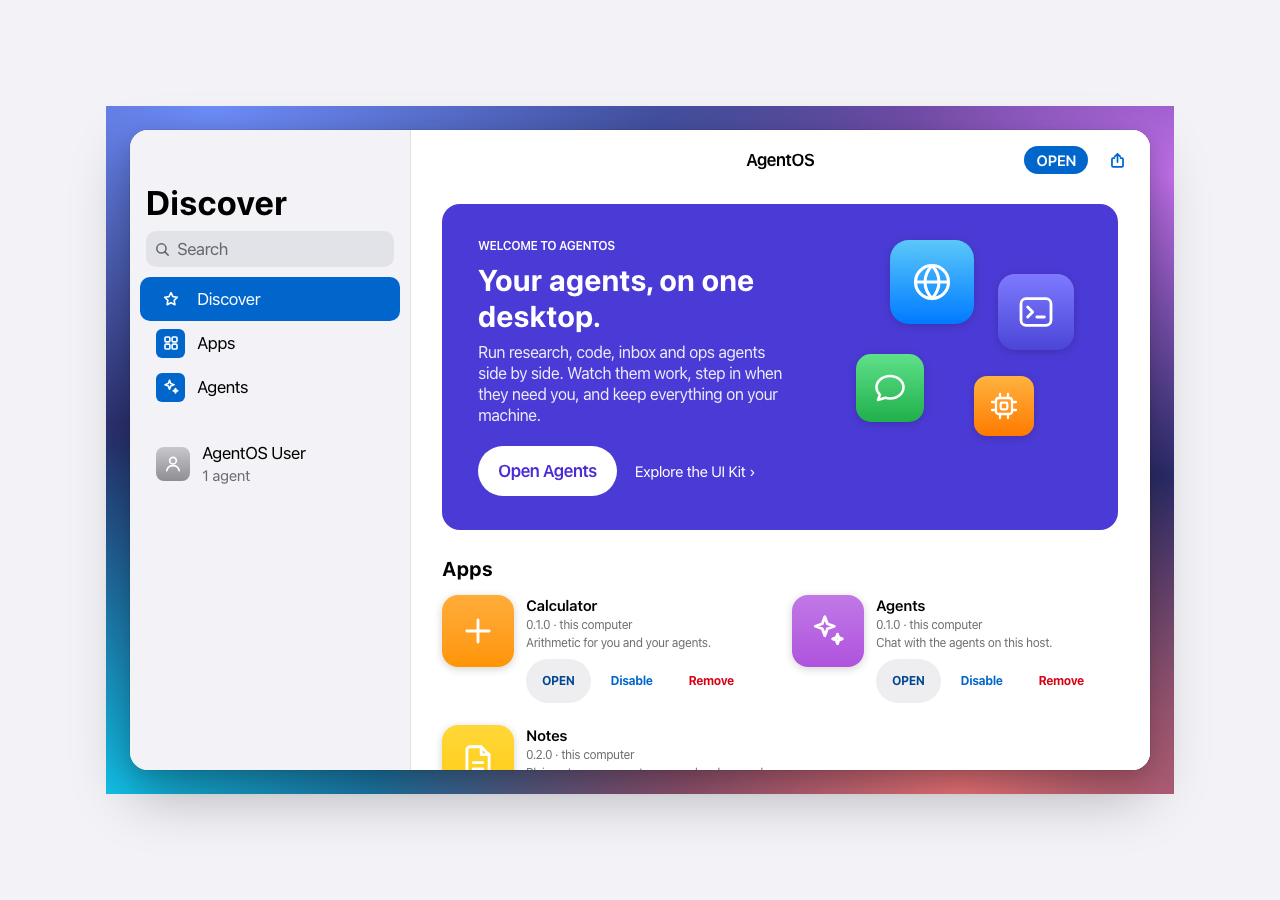 AgentOS
OPEN
Discover
Search
Discover
Apps
Agents
AgentOS User
1 agent
WELCOME TO AGENTOS
Your agents, on one
desktop.
Run research, code, inbox and ops agents
side by side. Watch them work, step in when
they need you, and keep everything on your
machine.
Open Agents
Explore the UI Kit ›
Apps
Calculator
0.1.0 · this computer
Arithmetic for you and your agents.
OPEN
Disable
Remove
Agents
0.1.0 · this computer
Chat with the agents on this host.
OPEN
Disable
Remove
Notes
0.2.0 · this computer